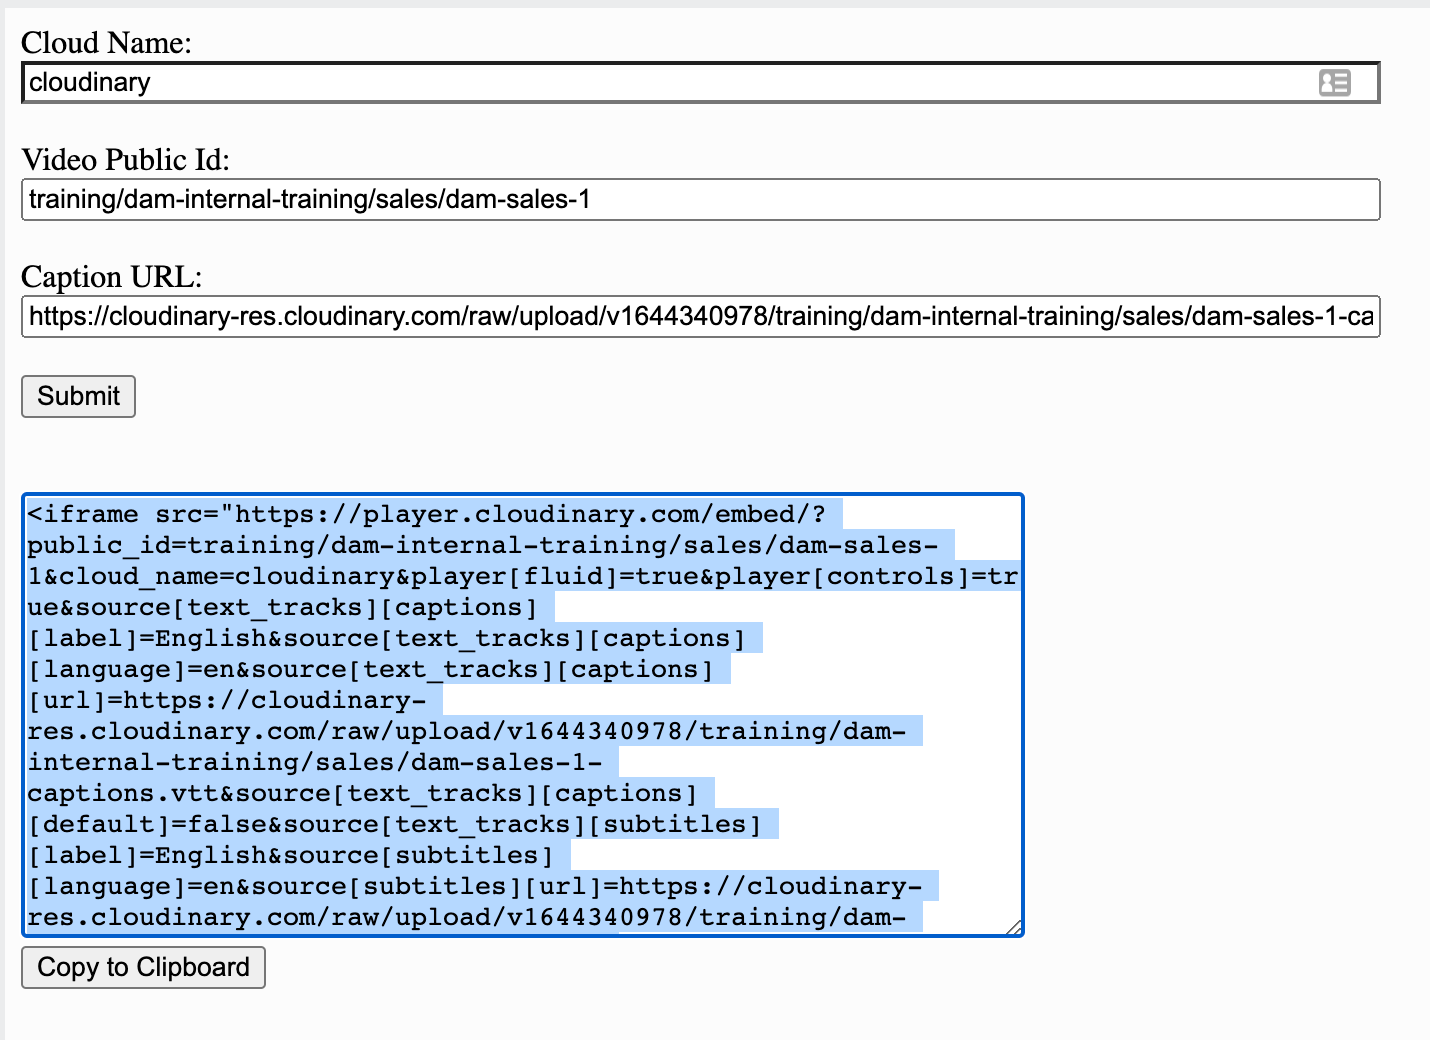 Cloud Name:
cloudinary
Video Public Id:
training/dam-internal-training/sales/dam-sales-1
Caption URL:
https://cloudinary-res.cloudinary.com/raw/upload/v1644340978/training/dam-internal-training/sales/dam-sales-1-ca
Submit
<iframe src="https://player.cloudinary.com/embed/?
public_id=training/dam-internal-training/sales/dam-sales-
1&cloud_name=cloudinary&player[fluid]=true&player[controls]=tr
ue&source[text_tracks][captions]
[label]=English&source[text_tracks][captions]
[language]=en&source[text_tracks][captions]
[url]=https://cloudinary-
res.cloudinary.com/raw/upload/v1644340978/training/dam-
internal-training/sales/dam-sales-1-
captions.vtt&source[text_tracks][captions]
[default]=false&source[text_tracks][subtitles]
[label]=English&source[subtitles]
[language]=en&source[subtitles][url]=https://cloudinary-
res.cloudinary.com/raw/upload/v1644340978/training/dam-
Copy to Clipboard